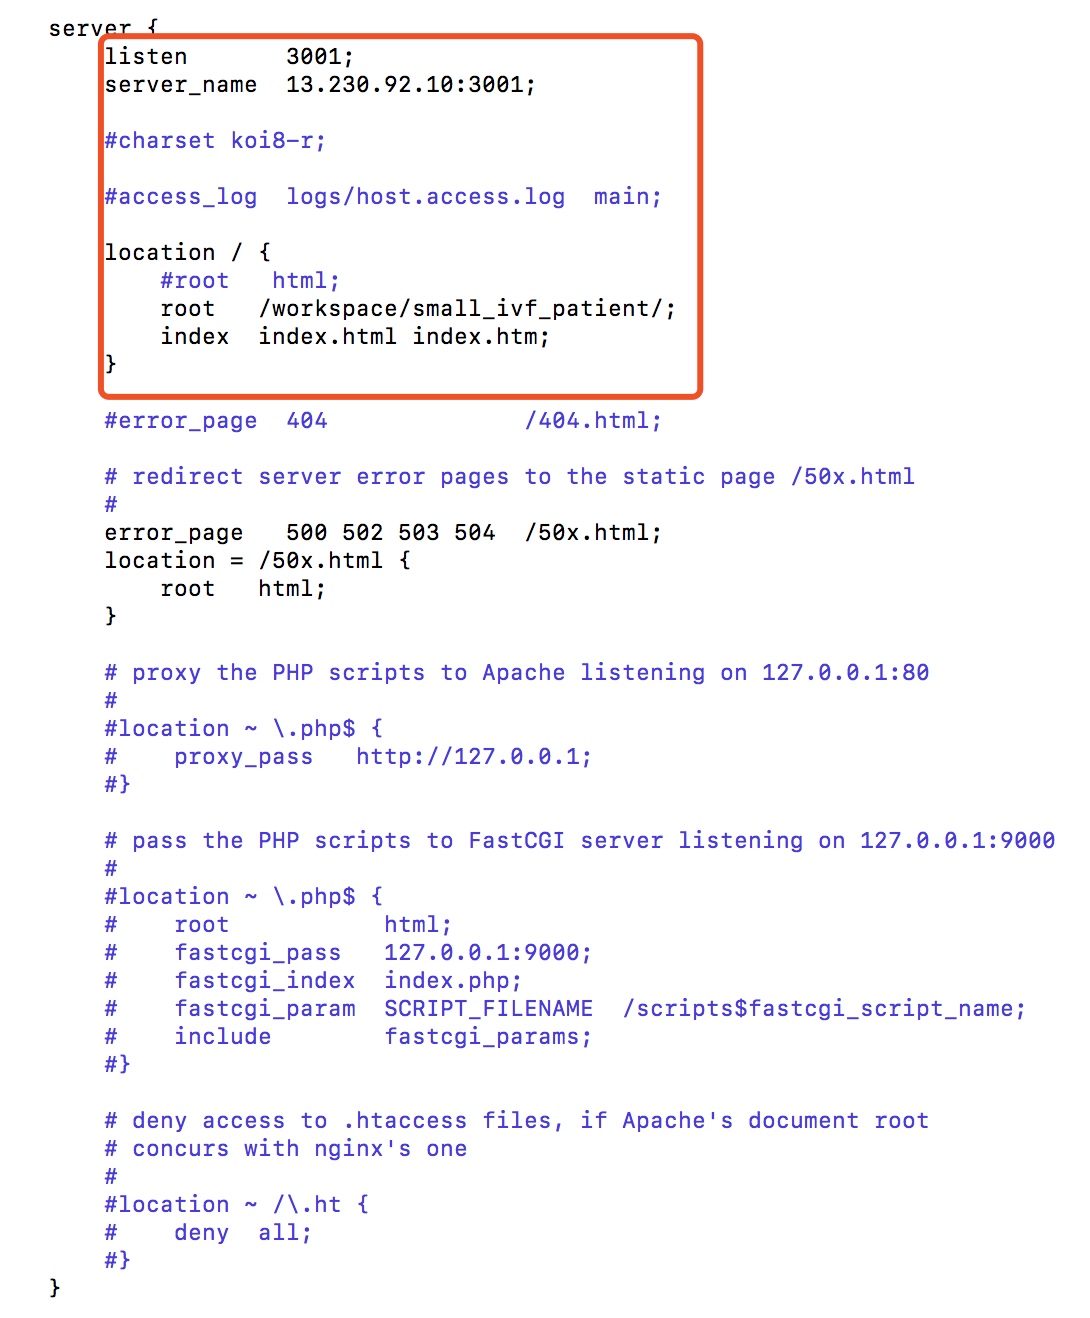 server {
listen       3001;
server_name  13.230.92.10:3001;
#charset koi8-r;
#access_log  logs/host.access.log  main;
location / {
#root   html;
root   /workspace/small_ivf_patient/;
index  index.html index.htm;
}
#error_page  404              /404.html;
# redirect server error pages to the static page /50x.html
#
error_page   500 502 503 504  /50x.html;
location = /50x.html {
root   html;
}
# proxy the PHP scripts to Apache listening on 127.0.0.1:80
#
#location ~ \.php$ {
#    proxy_pass   http://127.0.0.1;
#}
# pass the PHP scripts to FastCGI server listening on 127.0.0.1:9000
#
#location ~ \.php$ {
#    root           html;
#    fastcgi_pass   127.0.0.1:9000;
#    fastcgi_index  index.php;
#    fastcgi_param  SCRIPT_FILENAME  /scripts$fastcgi_script_name;
#    include        fastcgi_params;
#}
# deny access to .htaccess files, if Apache's document root
# concurs with nginx's one
#
#location ~ /\.ht {
#    deny  all;
#}
}